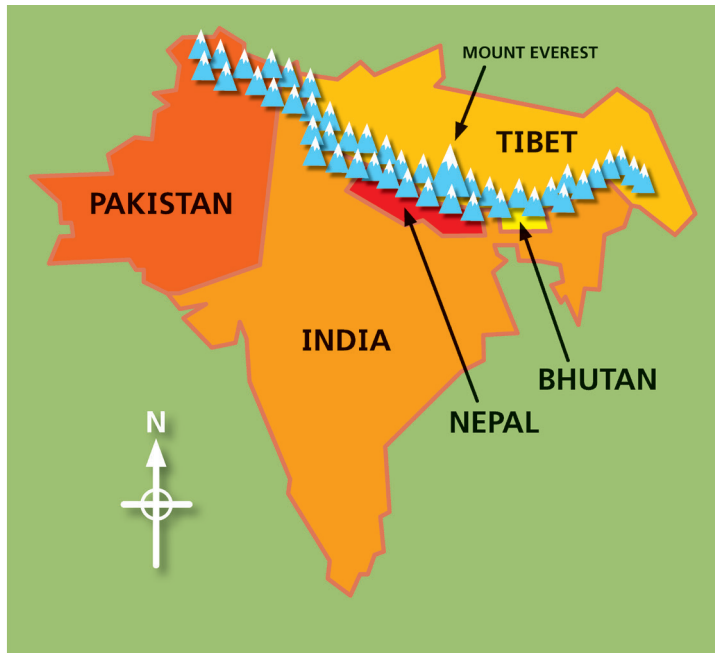 MOUNT EVEREST
TIBET
PAKISTAN
INDIA
BHUTAN
NEPAL
N